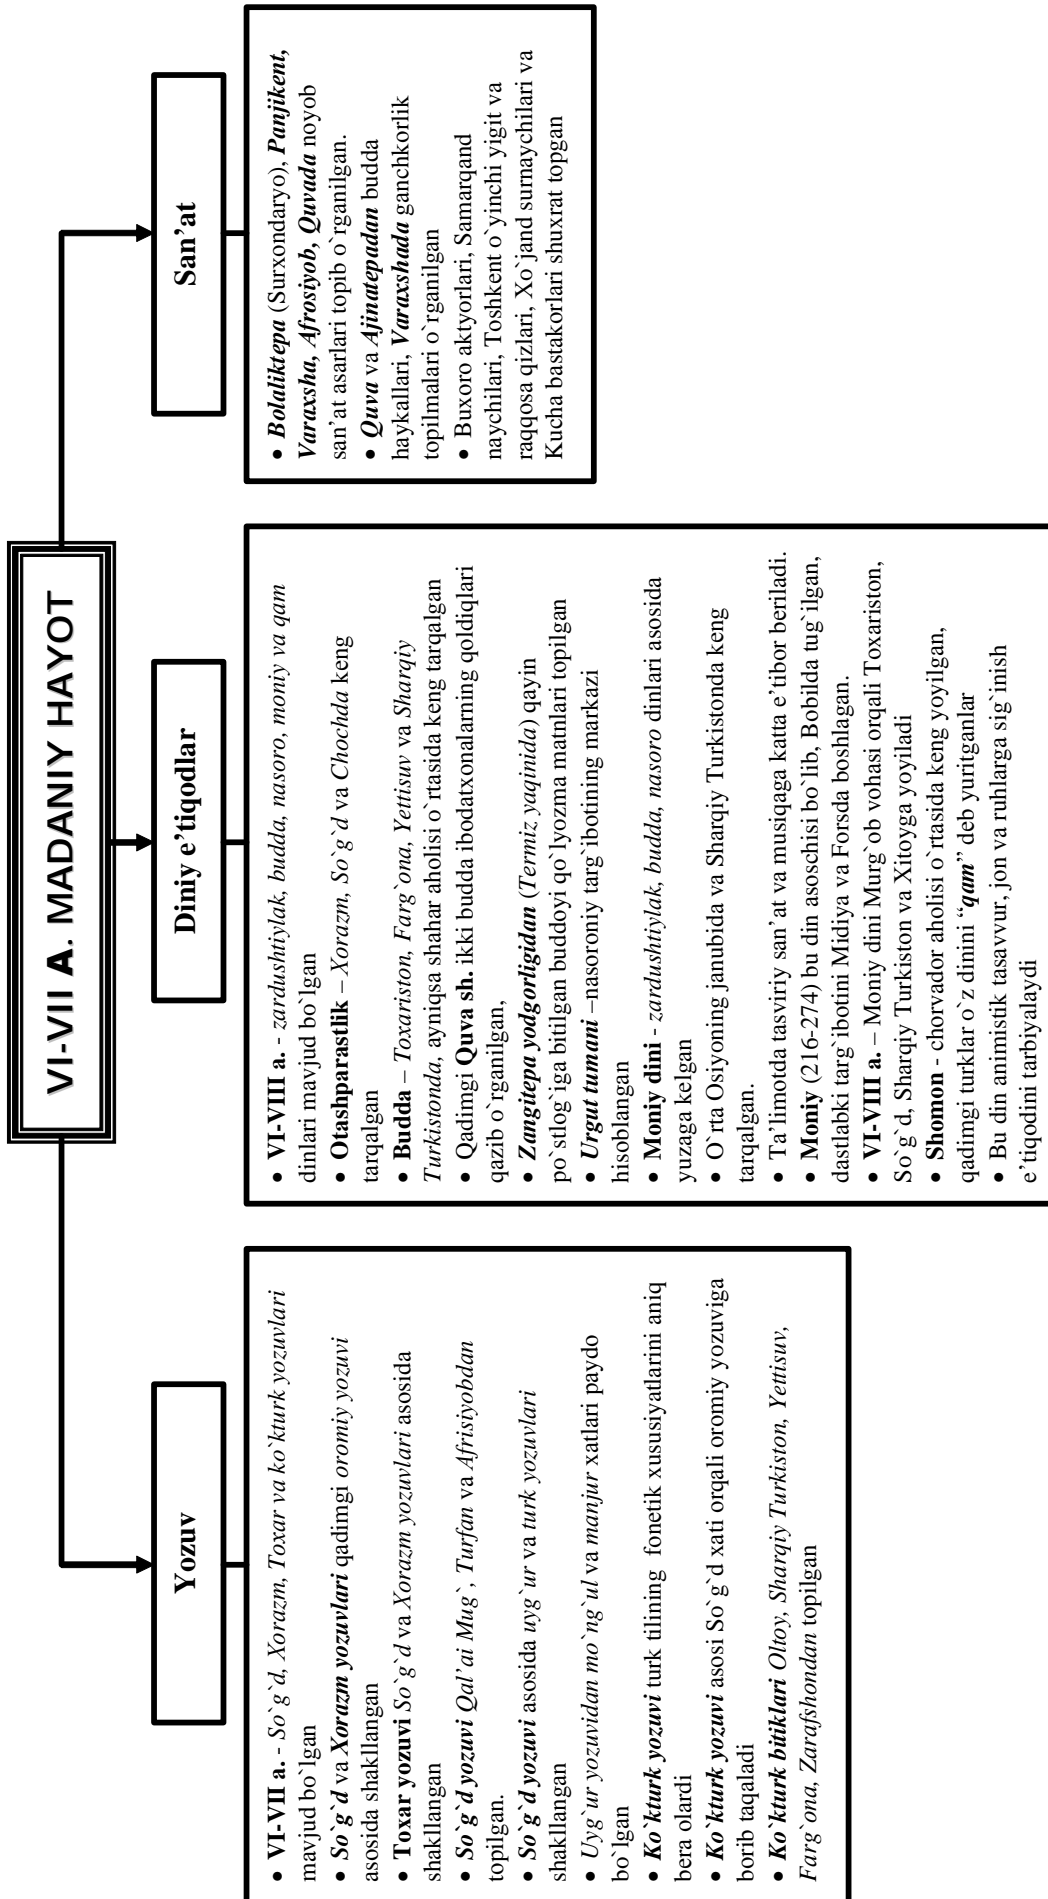 VI-VII A. MADANIY HAYOT
Yozuv
• VI-VII a. - So`g`d, Xorazm, Toxar va ko`kturk yozuvlari
mavjud bo`lgan
• So`g`d va Xorazm yozuvlari qadimgi oromiy yozuvi
asosida shakllangan
• Toxar yozuvi So`g`d va Xorazm yozuvlari asosida
shakllangan
• So`g`d yozuvi Qal’ai Mug`, Turfan va Afrisiyobdan
topilgan.
• So`g`d yozuvi asosida uyg`ur va turk yozuvlari
shakllangan
• Uyg`ur yozuvidan mo`ng`ul va manjur xatlari paydo
bo`lgan
• Ko`kturk yozuvi turk tilining fonetik xususiyatlarini aniq
bera olardi
• Ko`kturk yozuvi asosi So`g`d xati orqali oromiy yozuviga
borib taqaladi
• Ko`kturk bitiklari Oltoy, Sharqiy Turkiston, Yettisuv,
Farg`ona, Zarafshondan topilgan
Diniy e’tiqodlar
• VI-VIII a. - zardushtiylak, budda, nasoro, moniy va qam
dinlari mavjud bo`lgan
• Otashparastlik – Xorazm, So`g`d va Chochda keng
tarqalgan
• Budda – Toxariston, Farg`ona, Yettisuv va Sharqiy
Turkistonda, ayniqsa shahar aholisi o`rtasida keng tarqalgan
• Qadimgi Quva sh. ikki budda ibodatxonalarning qoldiqlari
qazib o`rganilgan,
• Zangitepa yodgorligidan (Termiz yaqinida) qayin
po`stlog`iga bitilgan buddoyi qo`lyozma matnlari topilgan
• Urgut tumani –nasoroniy targ`ibotining markazi
hisoblangan
• Moniy dini - zardushtiylak, budda, nasoro dinlari asosida
yuzaga kelgan
• O`rta Osiyoning janubida va Sharqiy Turkistonda keng
tarqalgan.
• Ta’limotda tasviriy san’at va musiqaga katta e’tibor beriladi.
• Moniy (216-274) bu din asoschisi bo`lib, Bobilda tug`ilgan,
dastlabki targ`ibotini Midiya va Forsda boshlagan.
• VI-VIII a. – Moniy dini Murg`ob vohasi orqali Toxariston,
So`g`d, Sharqiy Turkiston va Xitoyga yoyiladi
• Shomon - chorvador aholisi o`rtasida keng yoyilgan,
qadimgi turklar o`z dinni “qam” deb yuritganlar
• Bu din animistik tasavvur, jon va ruhlarga sig`inish
e’tiqodini tarbiyalaydi
San’at
• Bolaliktepa (Surxondaryo), Panjikent,
Varaxsha, Afrosiyob, Quvada noyob
san’at asarlari topib o`rganilgan.
• Quva va Ajinatepadan budda
haykallari, Varaxshada ganchkorlik
topilmalari o`rganilgan
• Buxoro aktyorlari, Samarqand
naychilari, Toshkent o`yinchi yigit va
raqqosa qizlari, Xo`jand surnaychilari va
Kucha bastakorlari shuxrat topgan